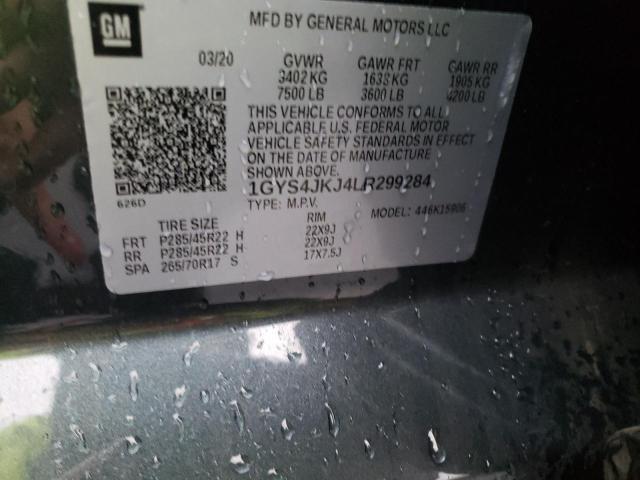 GM
MFD BY GENERAL MOTORS LLC
03/20 GVWR GAWR FRT GAWR RR
3402 KG 1633 KG 1905 KG
7500 LB 3600 LB 4200 LB
THIS VEHICLE CONFORMS TO ALL
APPLICABLE U.S. FEDERAL MOTOR
VEHICLE SAFETY STANDARDS IN EFFECT
ON THE DATE OF MANUFACTURE
SHOWN ABOVE.
626D 1GYS4JKJ4LR299284
TYPE: M.P.V. MODEL: 446K15906
TIRE SIZE RIM
FRT P285/45R22 H 22X9J
RR P285/45R22 H 22X9J
SPA 265/70R17 S 17X7.5J